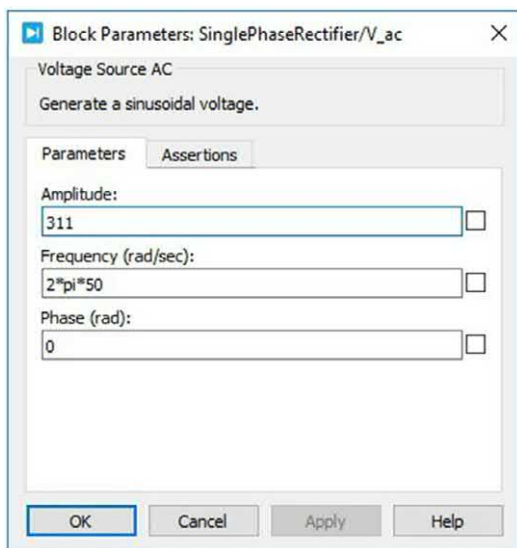 Block Parameters: SinglePhaseRectifier/V_ac
Voltage Source AC
Generate a sinusoidal voltage.
Parameters Assertions
Amplitude:
311
Frequency (rad/sec):
2*pi*50
Phase (rad):
0
OK Cancel Apply Help